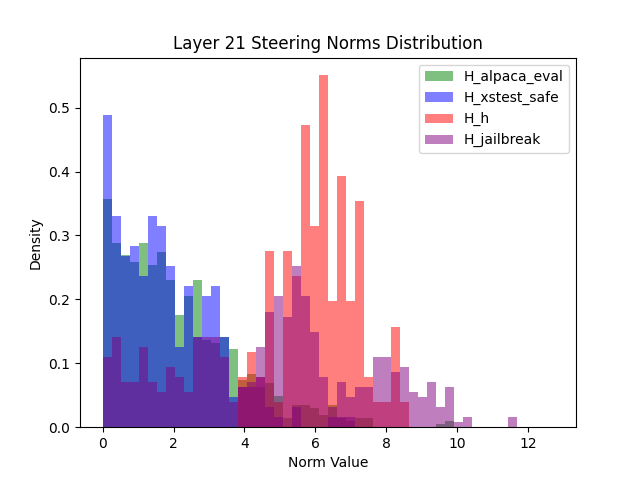 Layer 21 Steering Norms Distribution
H_alpaca_eval
H_xstest_safe
H_h
H_jailbreak
Density
0.5
0.4
0.3
0.2
0.1
0.0
0 2 4 6 8 10 12
Norm Value